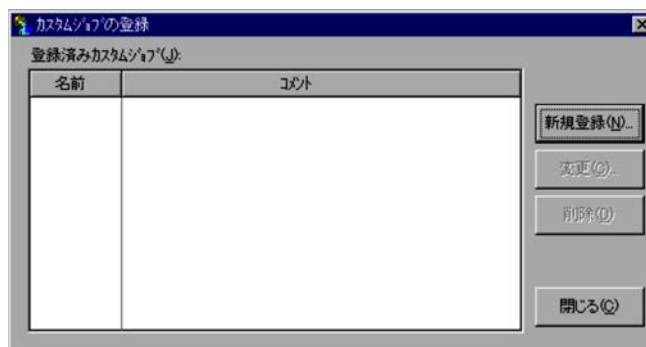 カスタムジョブの登録
登録済みカスタムジョブ(J):
名前
コメント
新規登録(N)...
変更(G)...
削除(D)
閉じる(C)